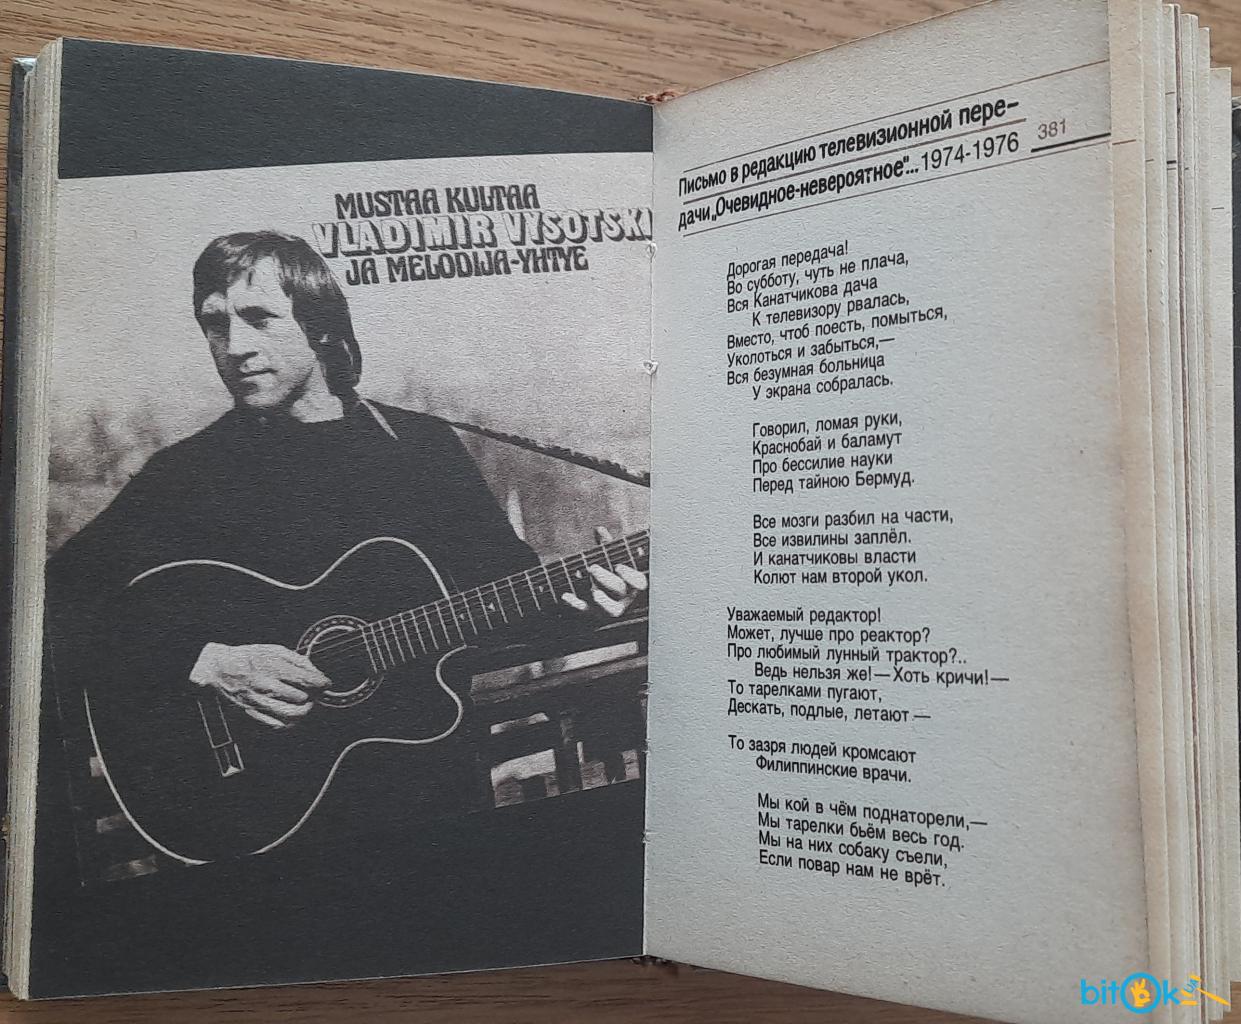 MUSTAA KULTAA
VLADIMIR VYSOTSKI
JA MELODIJA-YHTYE
Письмо в редакцию телевизионной пере-
дачи „Очевидное-невероятное"...1974-1976
381
Дорогая передача!
Во субботу, чуть не плача,
Вся Канатчикова дача
К телевизору рвалась,
Вместо, чтоб поесть, помыться,
Уколоться и забыться,—
Вся безумная больница
У экрана собралась.
Говорил, ломая руки,
Краснобай и баламут
Про бессилие науки
Перед тайною Бермуд.
Все мозги разбил на части,
Все извилины заплёл.
И канатчиковы власти
Колют нам второй укол.
Уважаемый редактор!
Может, лучше про реактор?
Про любимый лунный трактор?..
Ведь нельзя же!—Хоть кричи!—
То тарелками пугают,
Дескать, подлые, летают —
То зазря людей кромсают
Филиппинские врачи.
Мы кой в чём поднаторели,—
Мы тарелки бьём весь год.
Мы на них собаку съели,
Если повар нам не врёт.
bitok
UA